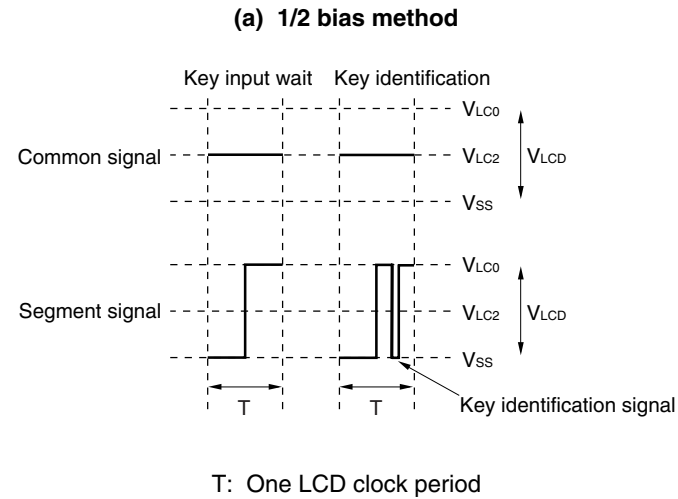 (a) 1/2 bias method
Key input wait Key identification
VLC0
Common signal VLC2 VLCD
VSS
VLC0
Segment signal VLC2 VLCD
VSS
T T
Key identification signal
T: One LCD clock period